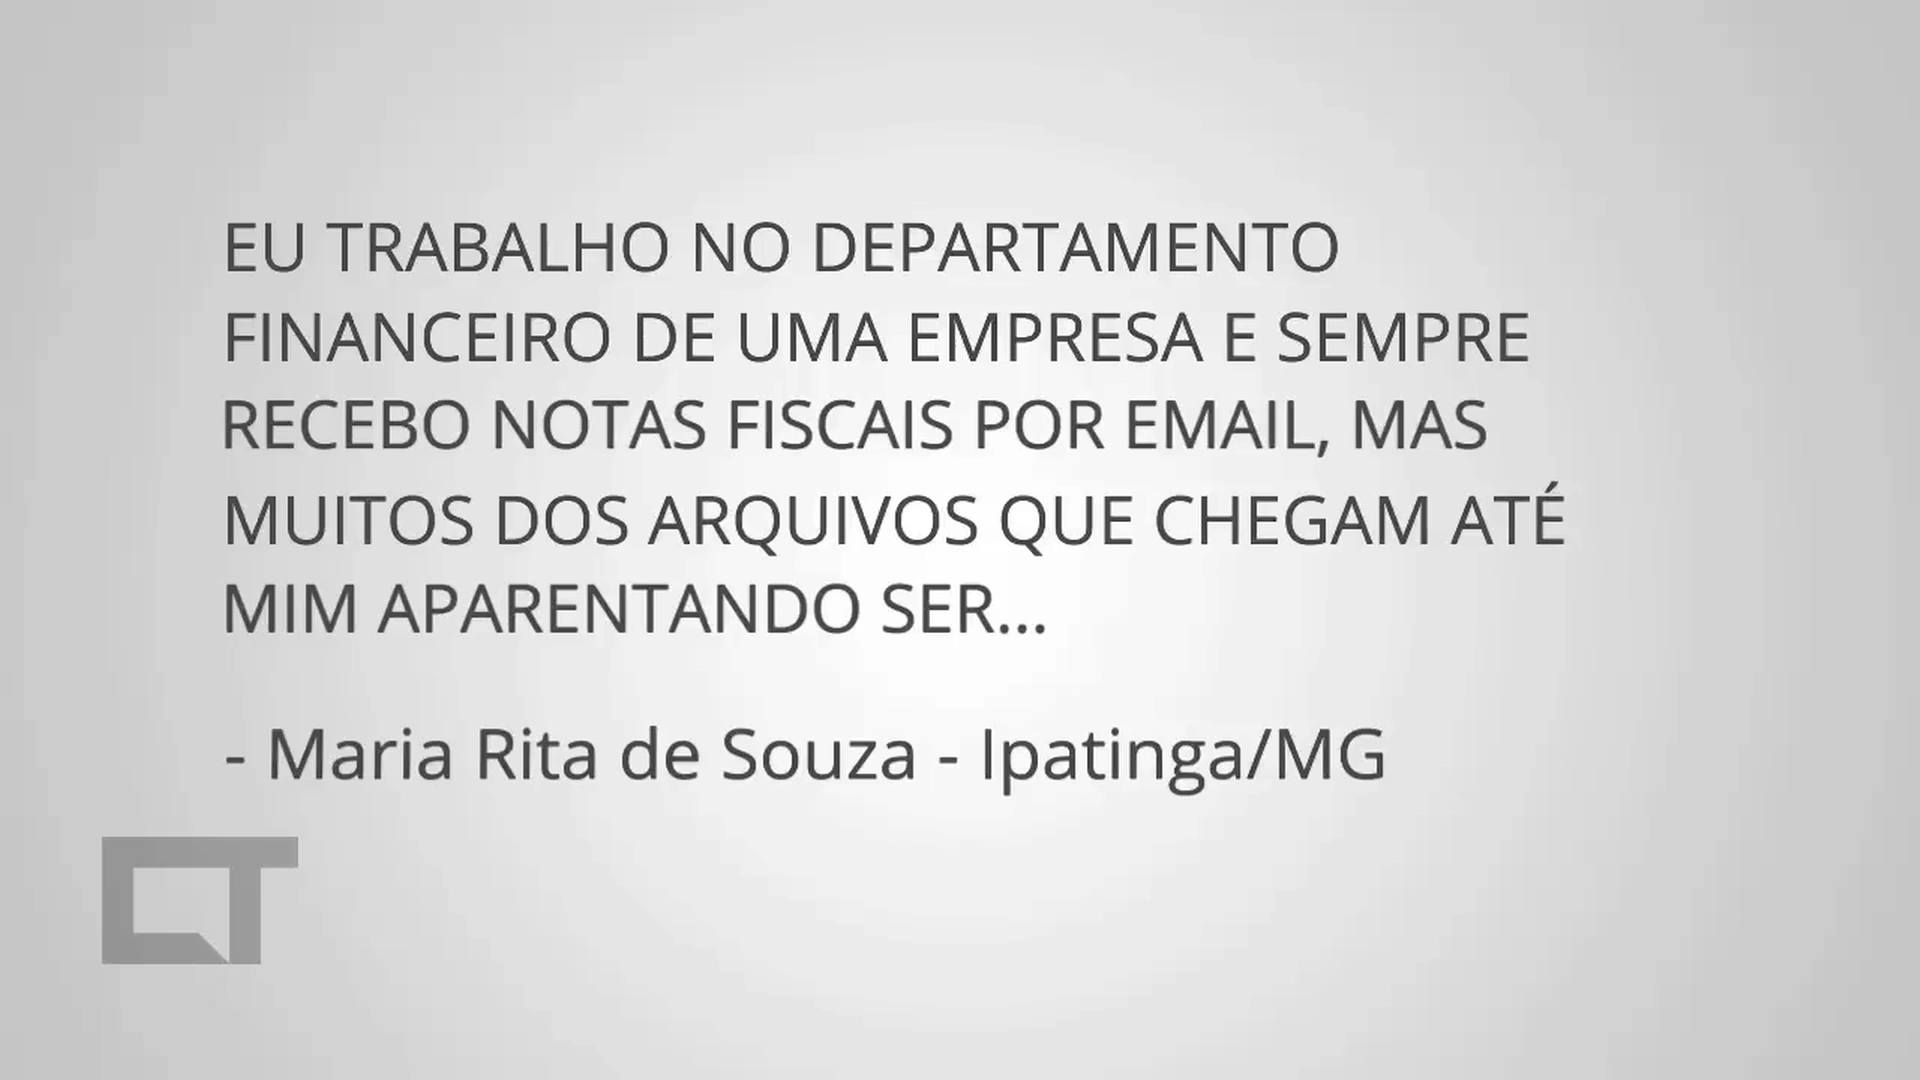 EU TRABALHO NO DEPARTAMENTO
FINANCEIRO DE UMA EMPRESA E SEMPRE
RECEBO NOTAS FISCAIS POR EMAIL, MAS
MUITOS DOS ARQUIVOS QUE CHEGAM ATÉ
MIM APARENTANDO SER...
- Maria Rita de Souza - Ipatinga/MG
CT